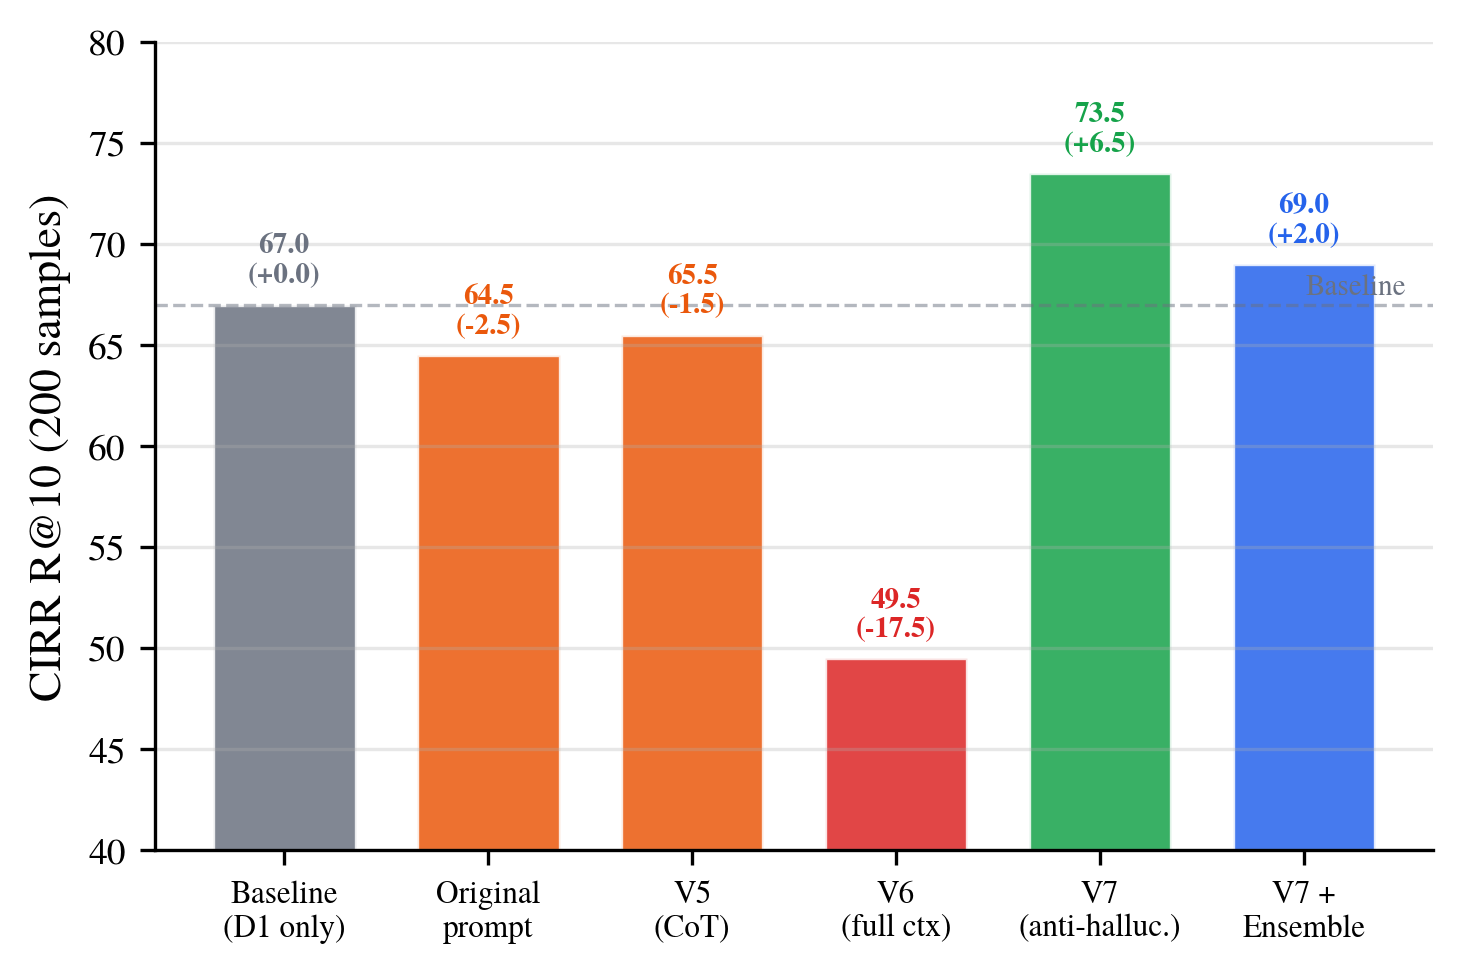 CIRR R@10 (200 samples)
80
75
70
65
60
55
50
45
40
67.0
(+0.0)
64.5
(-2.5)
65.5
(-1.5)
49.5
(-17.5)
73.5
(+6.5)
69.0
(+2.0)
Baseline
Baseline
(D1 only)
Original
prompt
V5
(CoT)
V6
(full ctx)
V7
(anti-halluc.)
V7 +
Ensemble